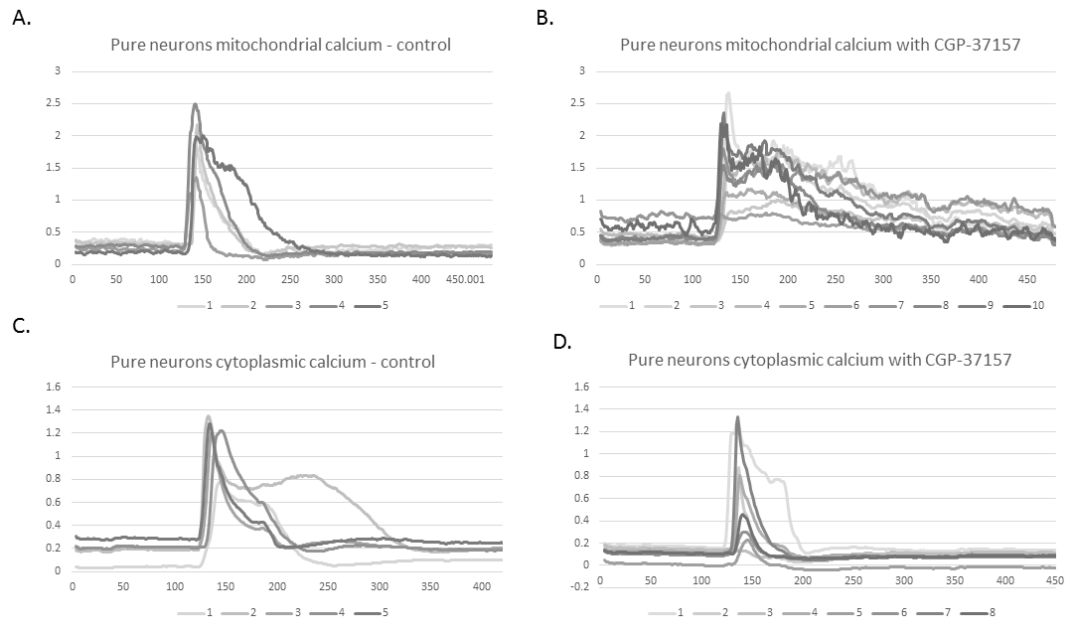 A.
Pure neurons mitochondrial calcium - control
3
2.5
2
1.5
1
0.5
0
0 50 100 150 200 250 300 350 400 450.001
1 2 3 4 5
B.
Pure neurons mitochondrial calcium with CGP-37157
3
2.5
2
1.5
1
0.5
0
0 50 100 150 200 250 300 350 400 450
1 2 3 4 5 6 7 8 9 10
C.
Pure neurons cytoplasmic calcium - control
1.6
1.4
1.2
1
0.8
0.6
0.4
0.2
0
0 50 100 150 200 250 300 350 400
1 2 3 4 5
D.
Pure neurons cytoplasmic calcium with CGP-37157
1.6
1.4
1.2
1
0.8
0.6
0.4
0.2
0
-0.2
0 50 100 150 200 250 300 350 400 450
1 2 3 4 5 6 7 8